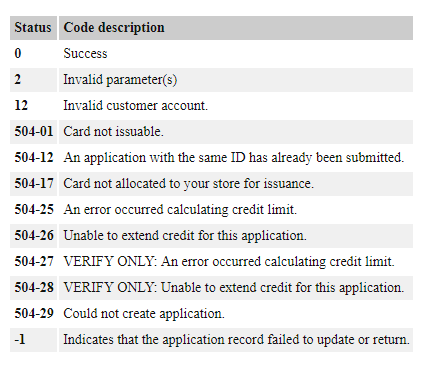 Status Code description
0 Success
2 Invalid parameter(s)
12 Invalid customer account.
504-01 Card not issuable.
504-12 An application with the same ID has already been submitted.
504-17 Card not allocated to your store for issuance.
504-25 An error occurred calculating credit limit.
504-26 Unable to extend credit for this application.
504-27 VERIFY ONLY: An error occurred calculating credit limit.
504-28 VERIFY ONLY: Unable to extend credit for this application.
504-29 Could not create application.
-1 Indicates that the application record failed to update or return.